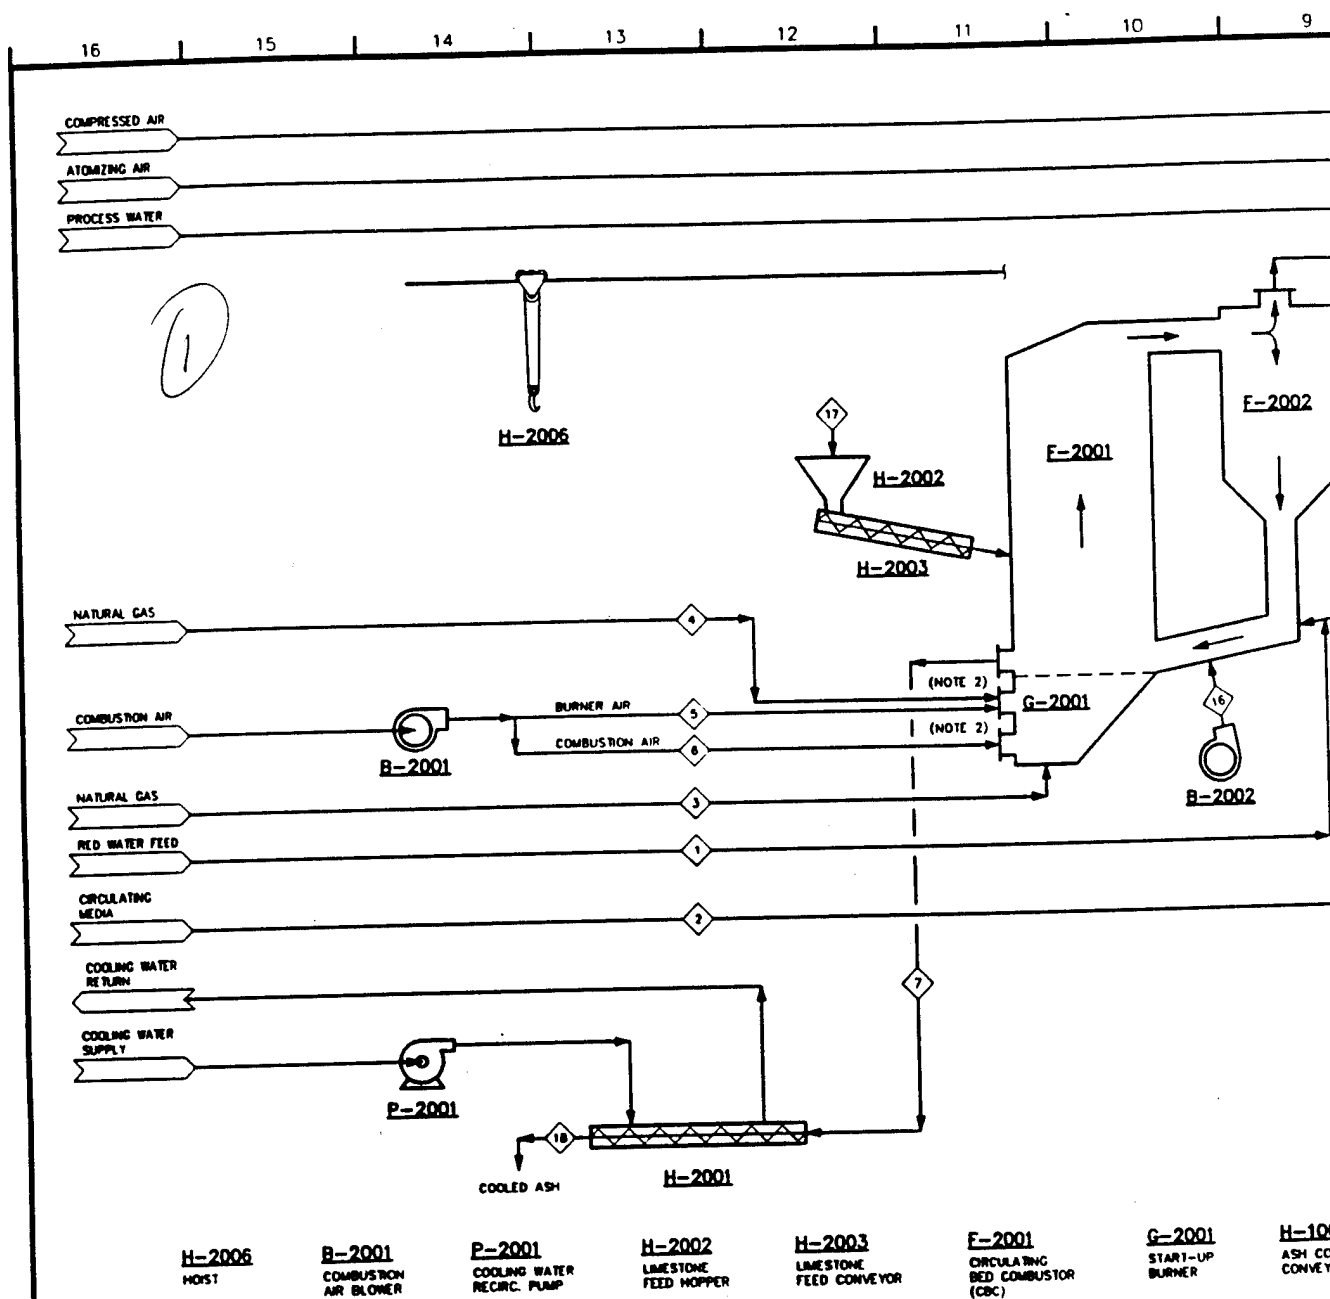 16 15 14 13 12 11 10 9
COMPRESSED AIR
ATOMIZING AIR
PROCESS WATER
1
H-2006
17
H-2002
H-2003
F-2001
F-2002
NATURAL GAS
4
(NOTE 2)
G-2001
16
COMBUSTION AIR
B-2001
BURNER AIR
5
COMBUSTION AIR
6
(NOTE 2)
B-2002
NATURAL GAS
3
RED WATER FEED
1
CIRCULATING
MEDIA
2
COOLING WATER
RETURN
7
COOLING WATER
SUPPLY
P-2001
18
COOLED ASH
H-2001
H-2006
HOIST
B-2001
COMBUSTION
AIR BLOWER
P-2001
COOLING WATER
RECIRC. PUMP
H-2002
LIMESTONE
FEED HOPPER
H-2003
LIMESTONE
FEED CONVEYOR
F-2001
CIRCULATING
BED COMBUSTOR
(CBC)
G-2001
START-UP
BURNER
ASH